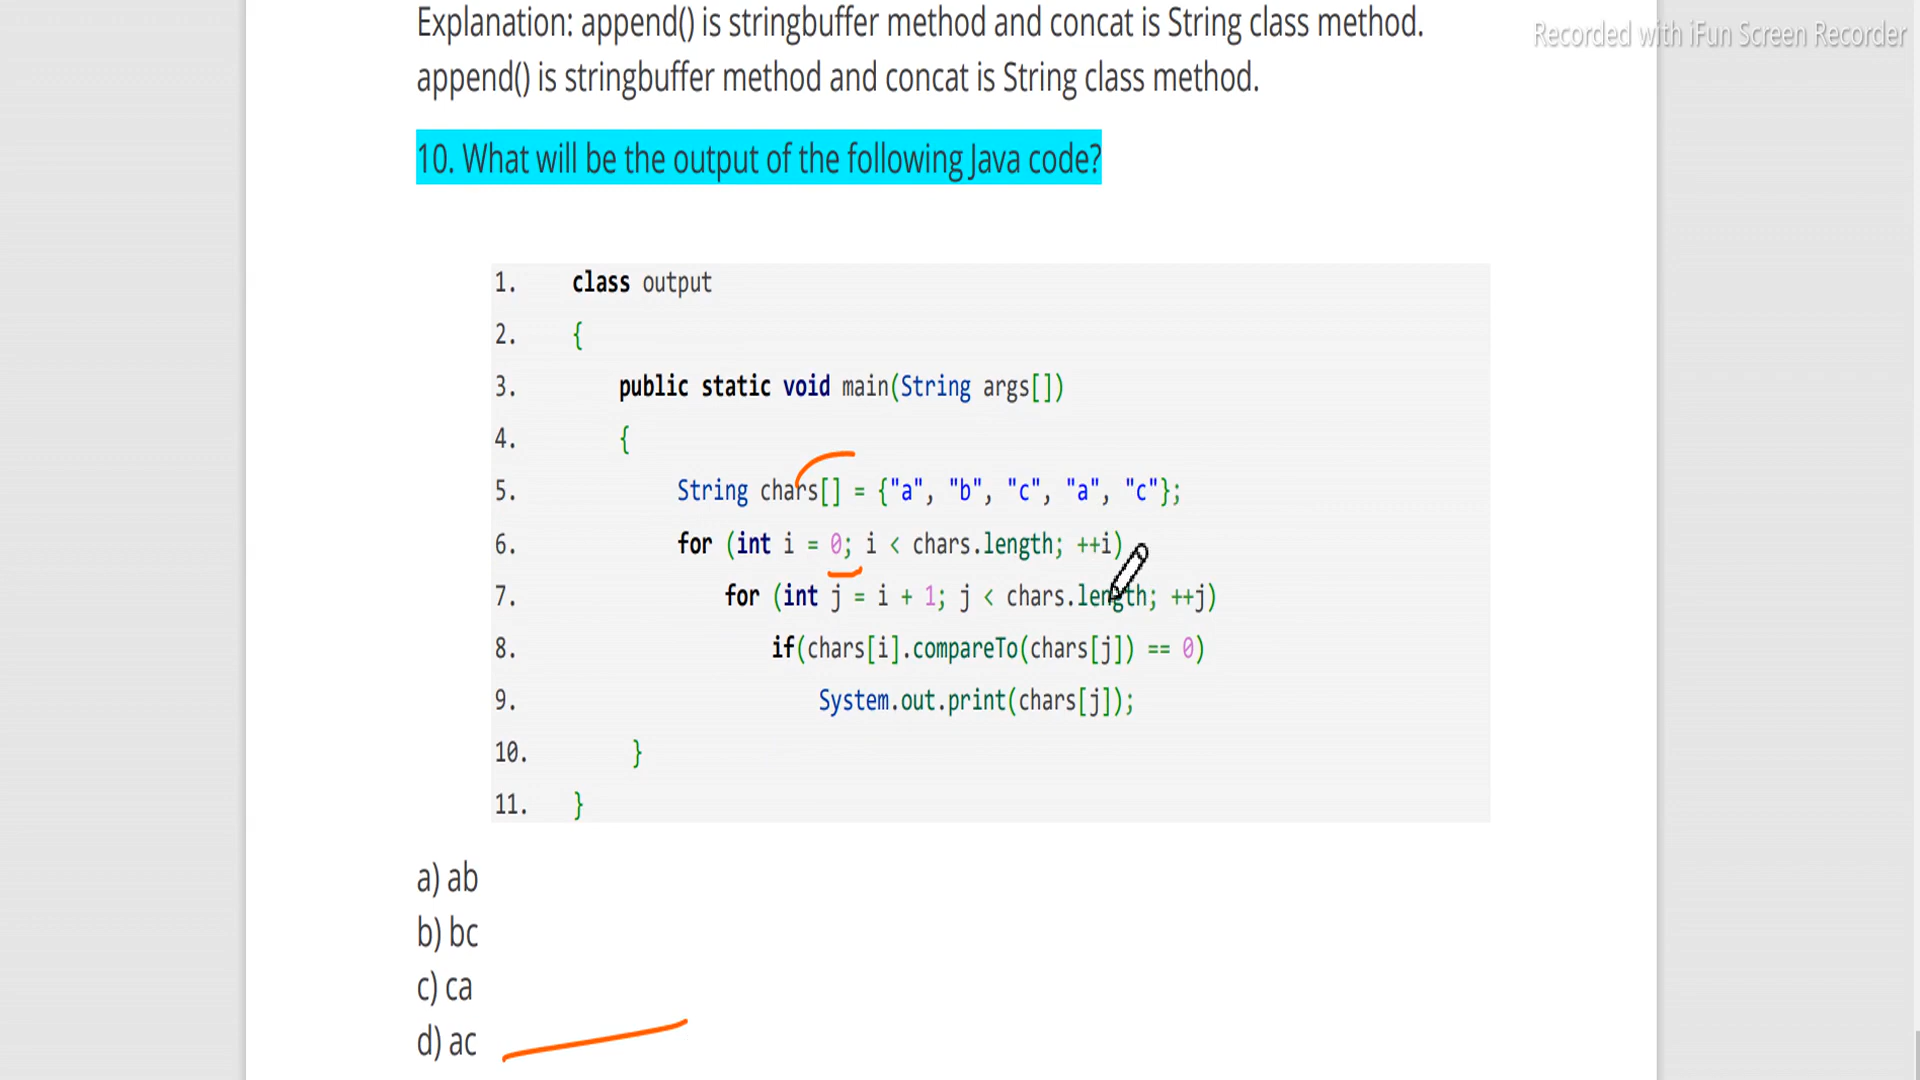 Explanation: append() is stringbuffer method and concat is String class method.
Recorded with iFun Screen Recorder
append() is stringbuffer method and concat is String class method.
10. What will be the output of the following Java code?
1. class output
2. {
3. public static void main(String args[])
4. {
5. String chars[] = {"a", "b", "c", "a", "c"};
6. for (int i = 0; i < chars.length; ++i)
7. for (int j = i + 1; j < chars.length; ++j)
8. if(chars[i].compareTo(chars[j]) == 0)
9. System.out.print(chars[j]);
10. }
11. }
a) ab
b) bc
c) ca
d) ac